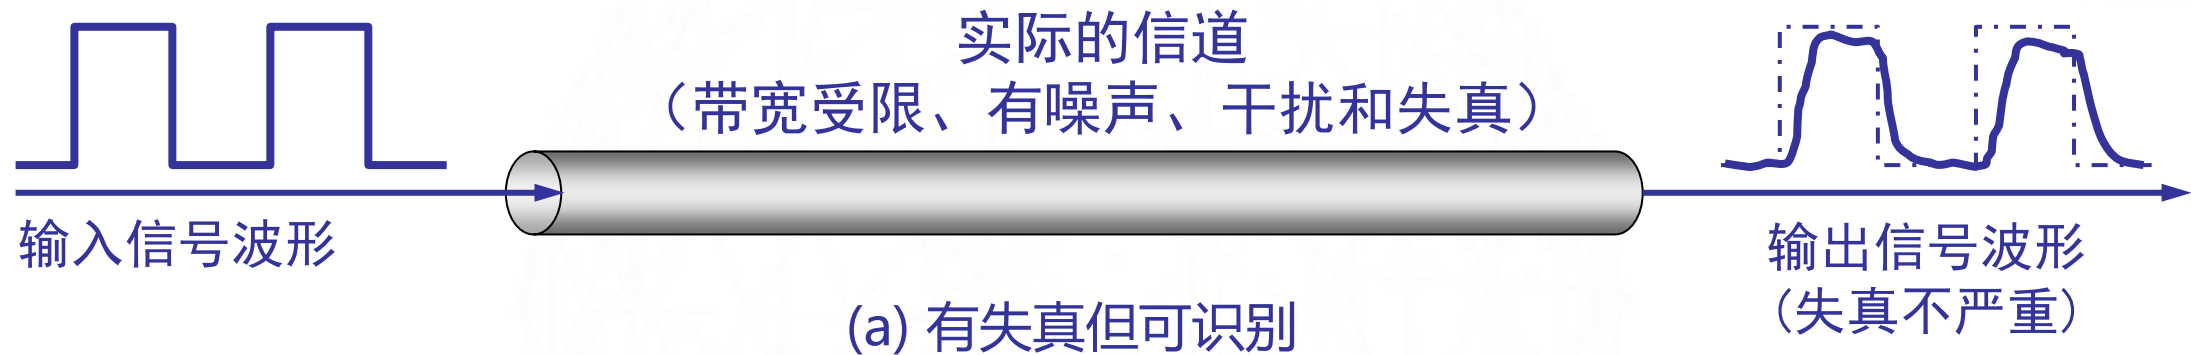 实际的信道
（带宽受限、有噪声、干扰和失真）
输入信号波形
输出信号波形
（失真不严重）
(a) 有失真但可识别